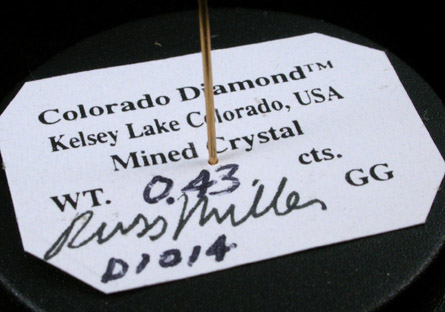 Colorado Diamond™
Kelsey Lake Colorado, USA
Mined Crystal
WT. 0.43 cts.
Russ Miller GG
D1014